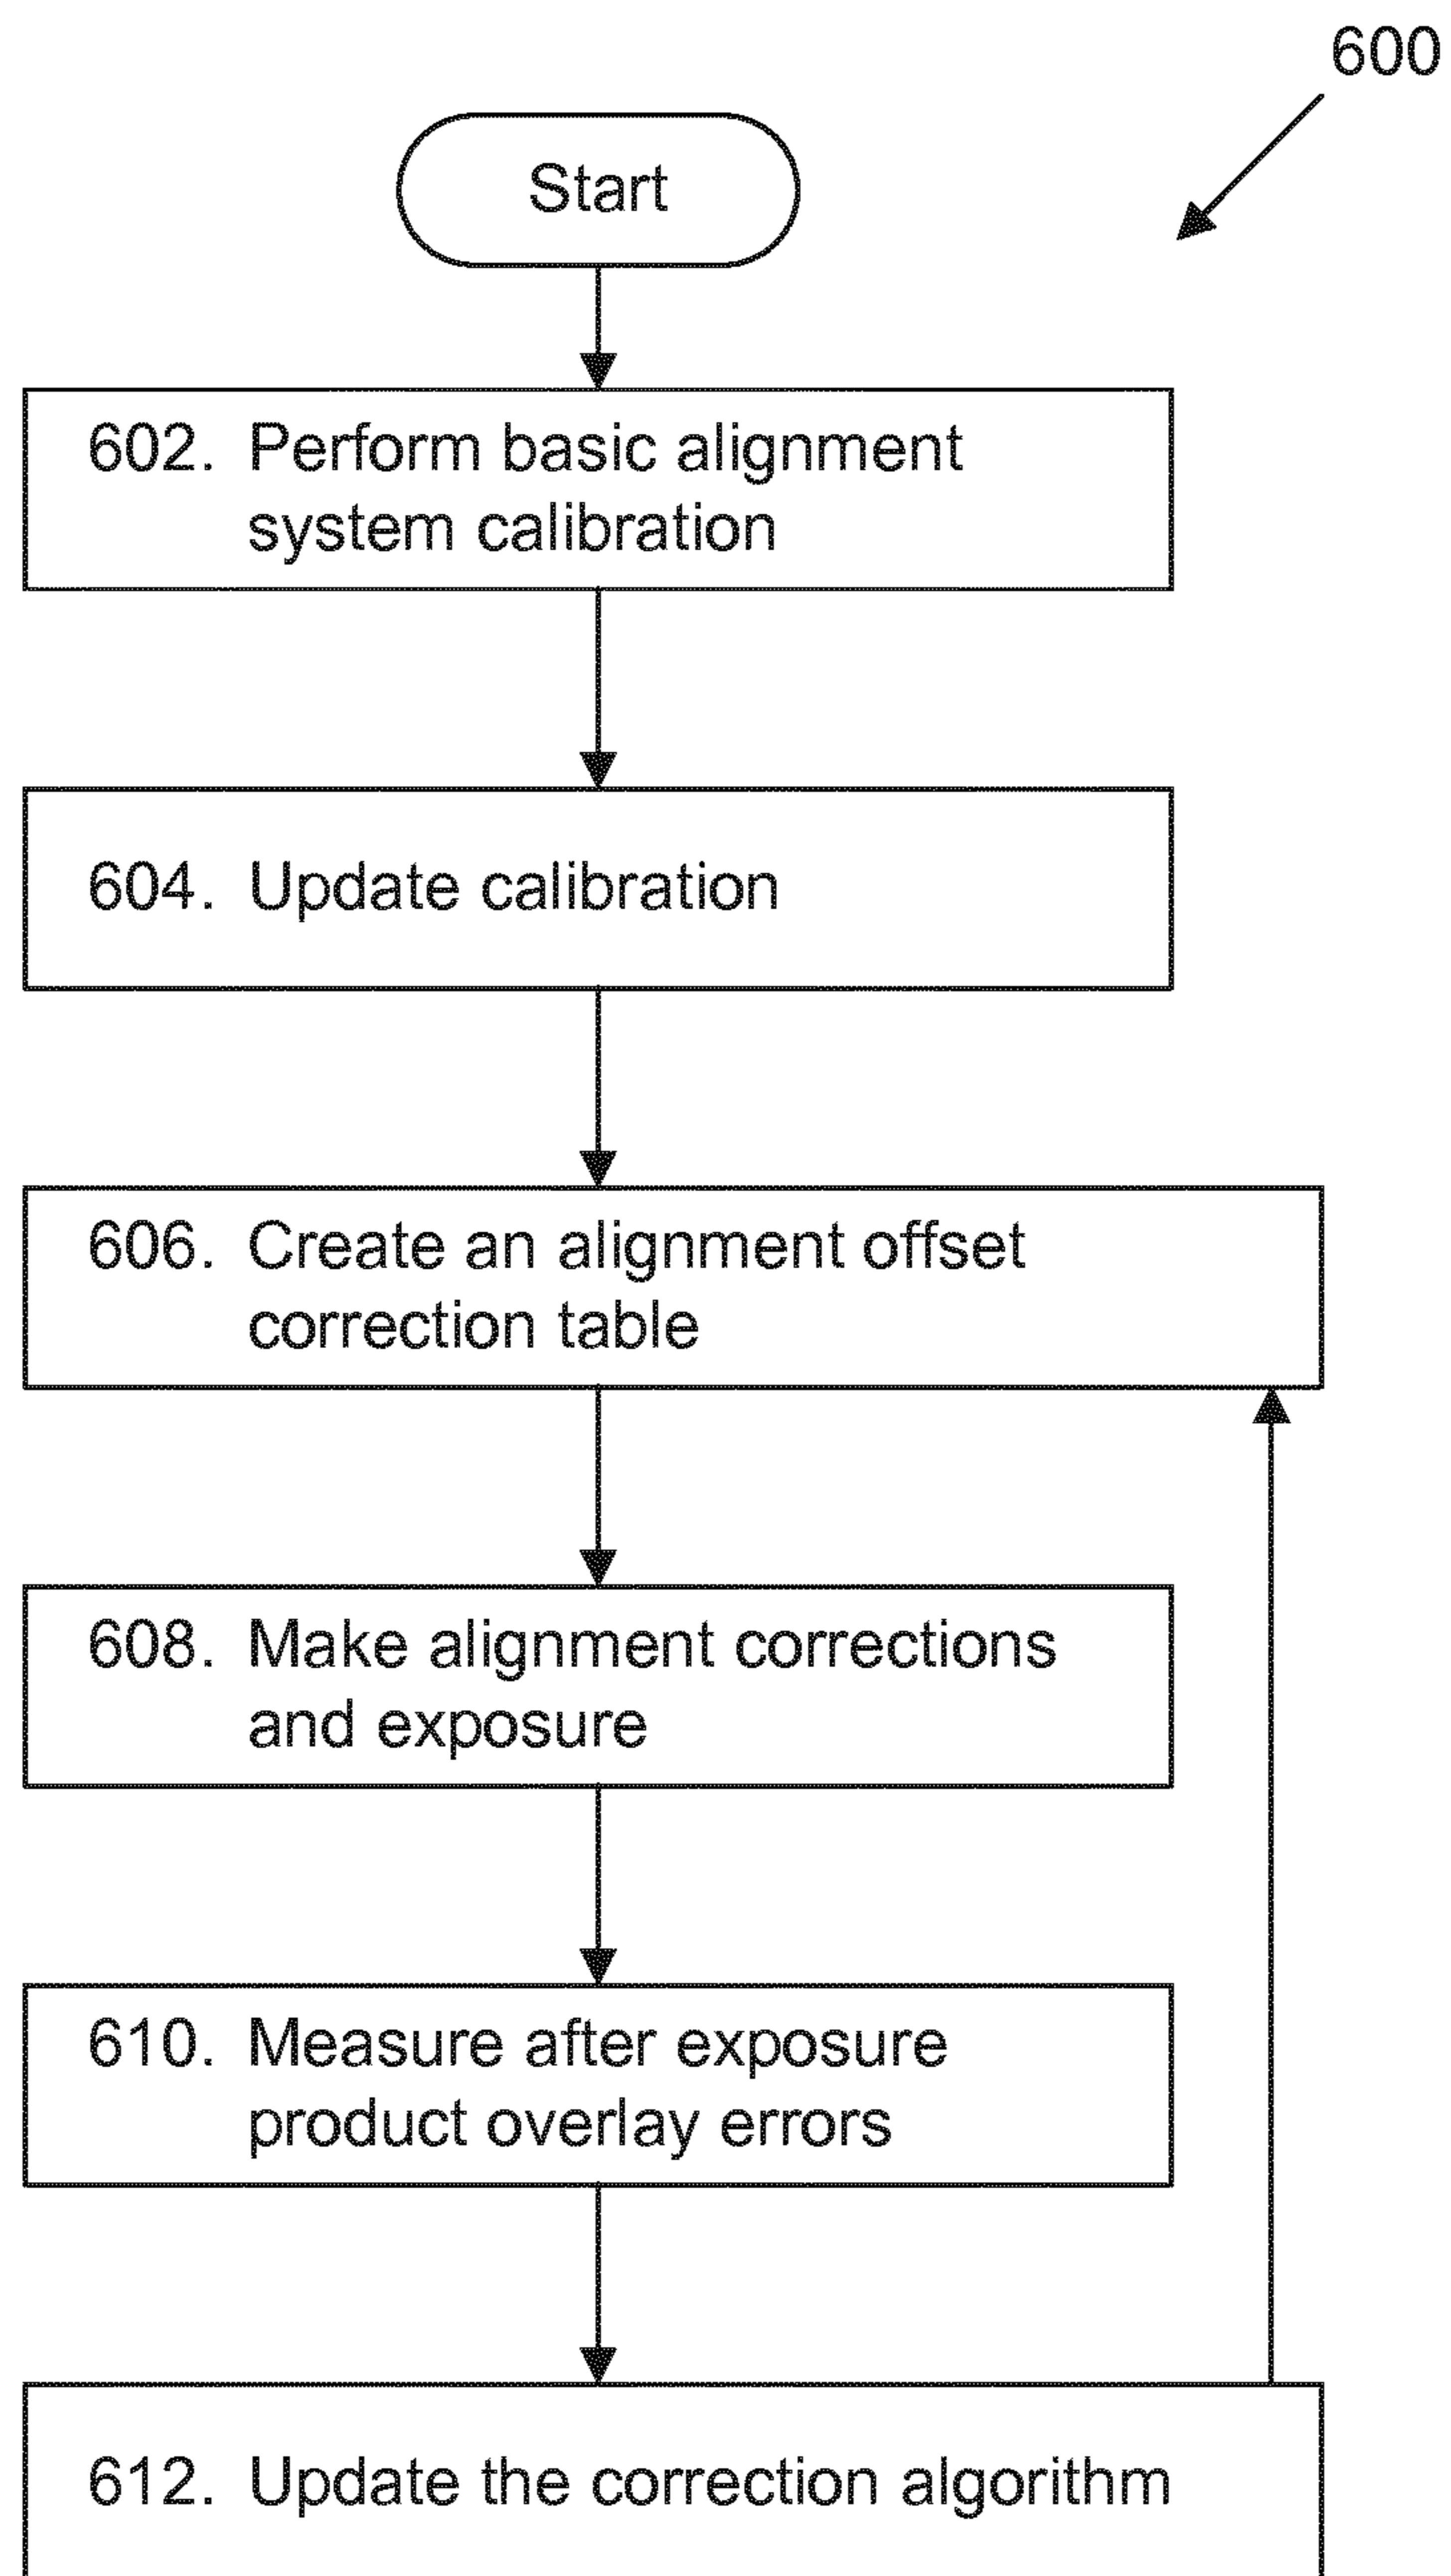 600
Start
602. Perform basic alignment
system calibration
604. Update calibration
606. Create an alignment offset
correction table
608. Make alignment corrections
and exposure
610. Measure after exposure
product overlay errors
612. Update the correction algorithm